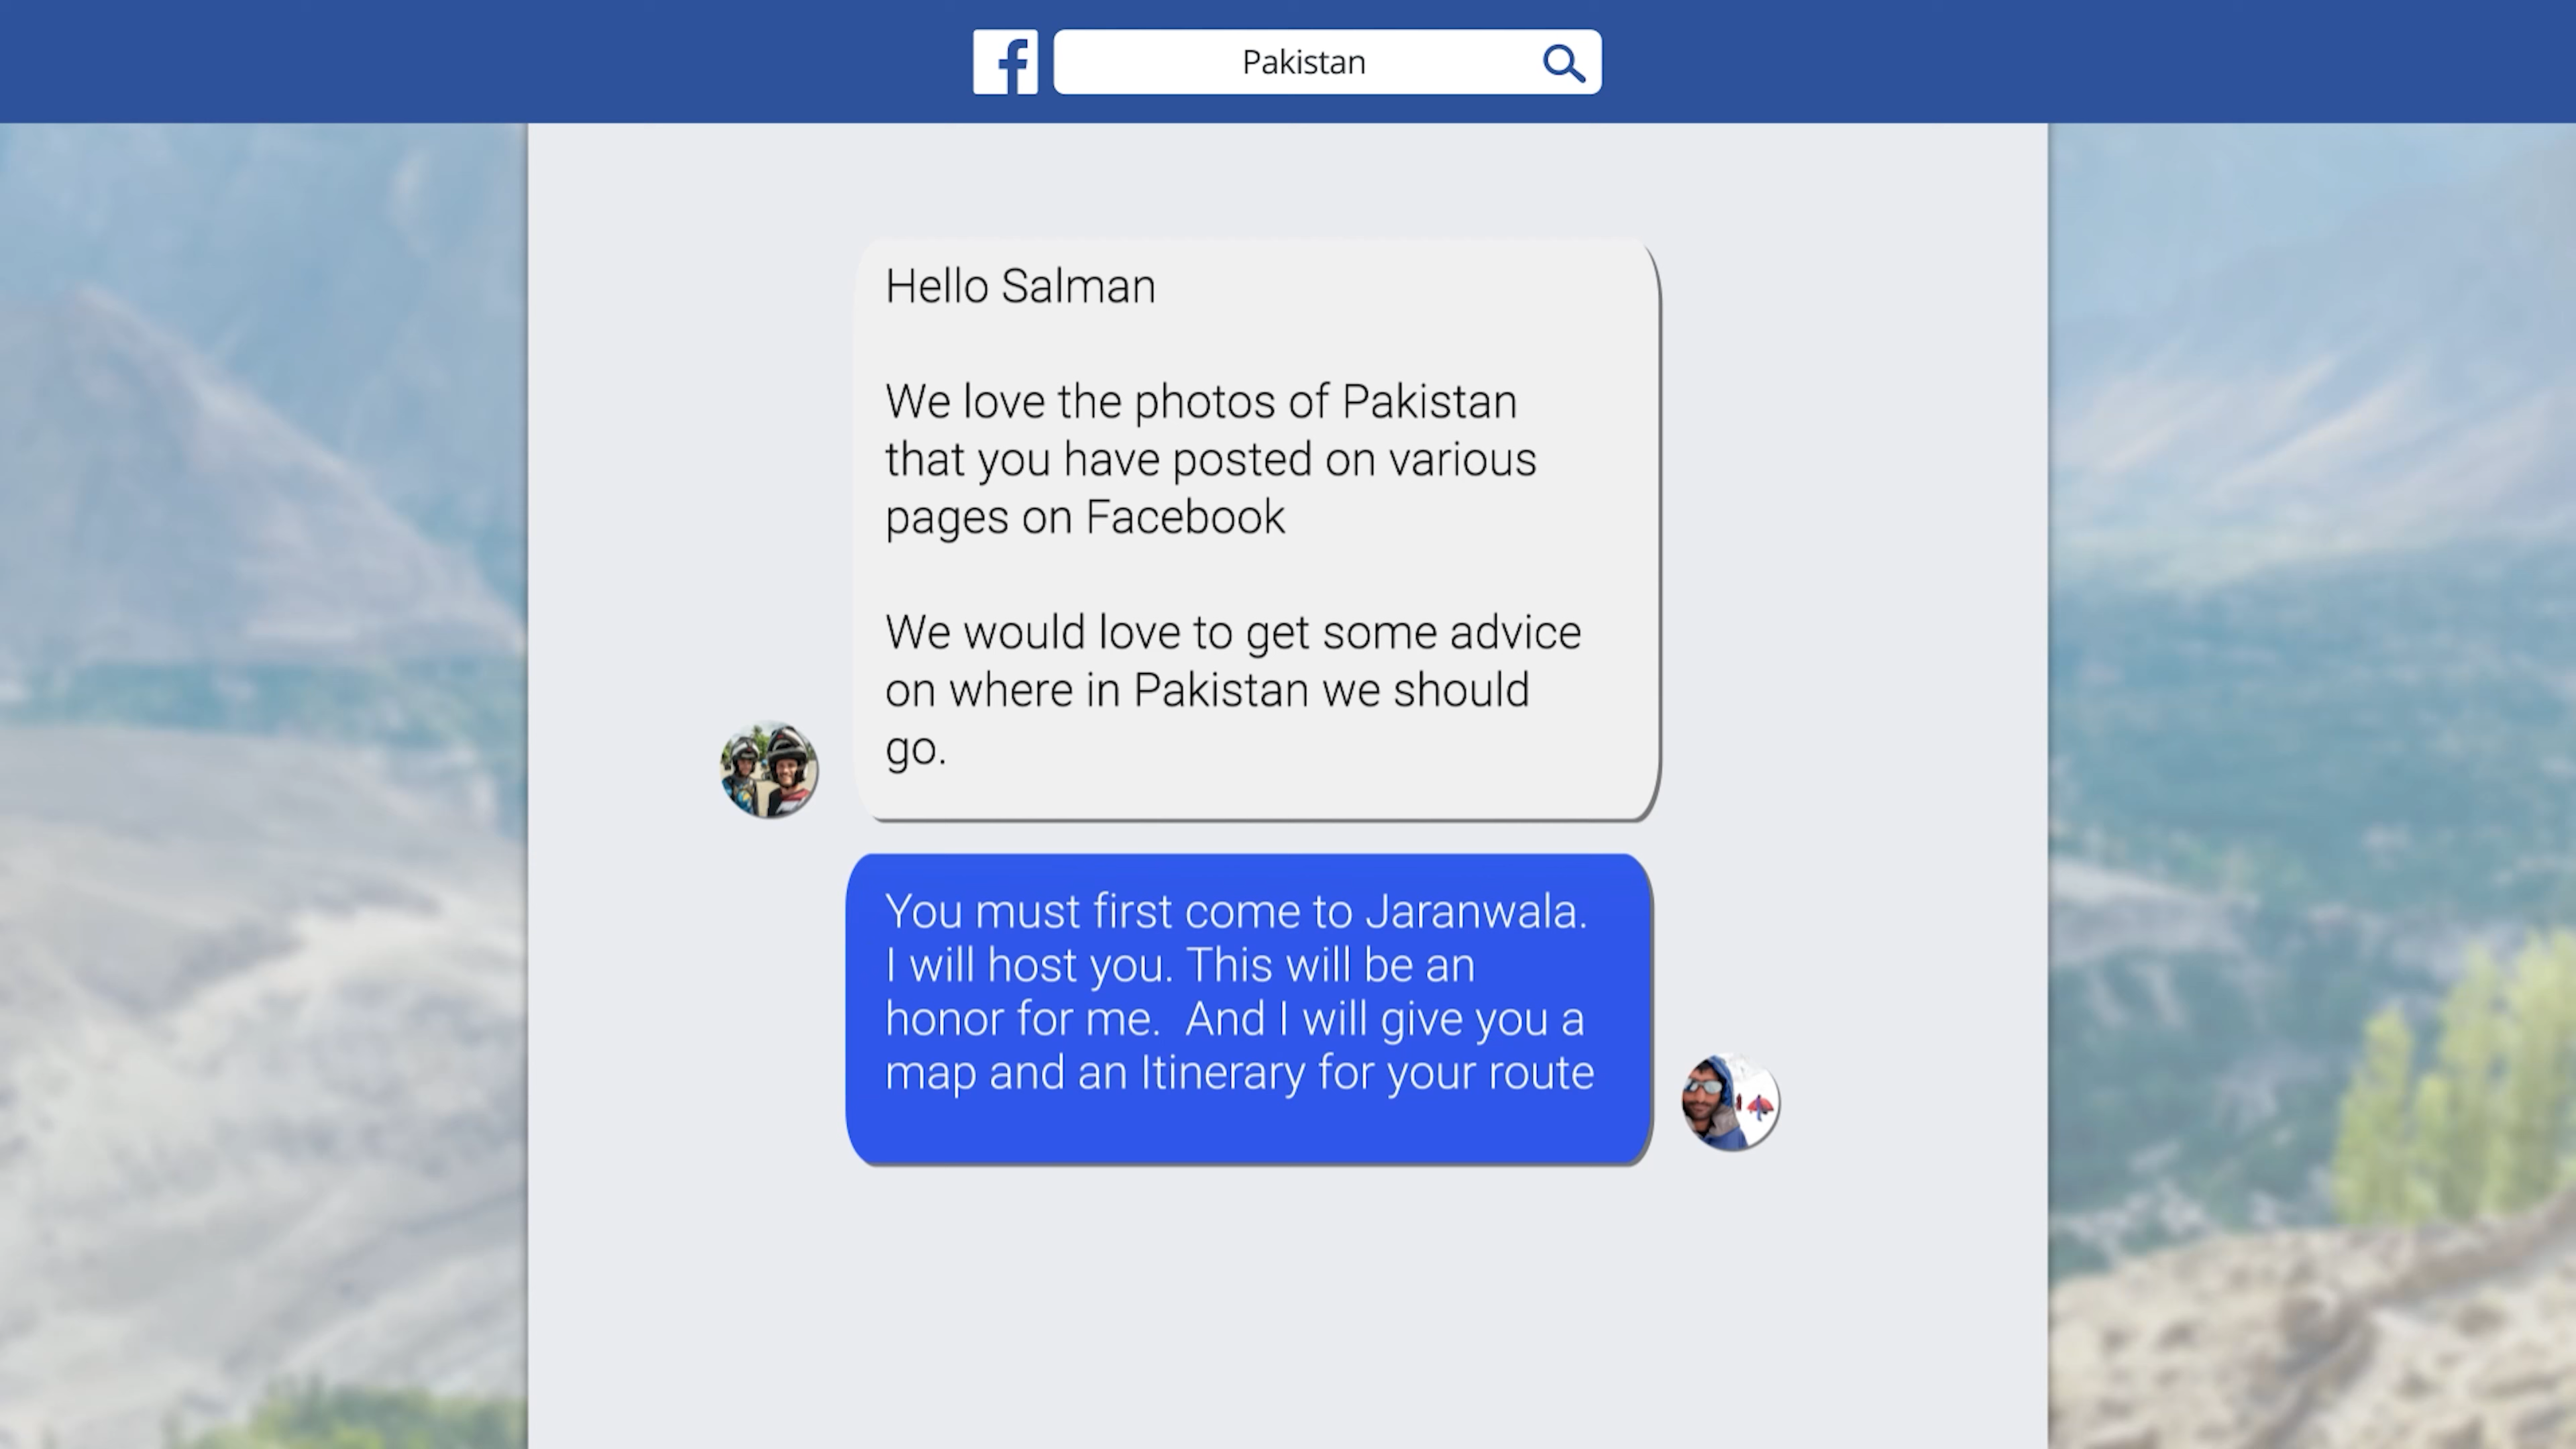 Pakistan
Hello Salman
We love the photos of Pakistan
that you have posted on various
pages on Facebook
We would love to get some advice
on where in Pakistan we should
go.
You must first come to Jaranwala.
I will host you. This will be an
honor for me.  And I will give you a
map and an Itinerary for your route